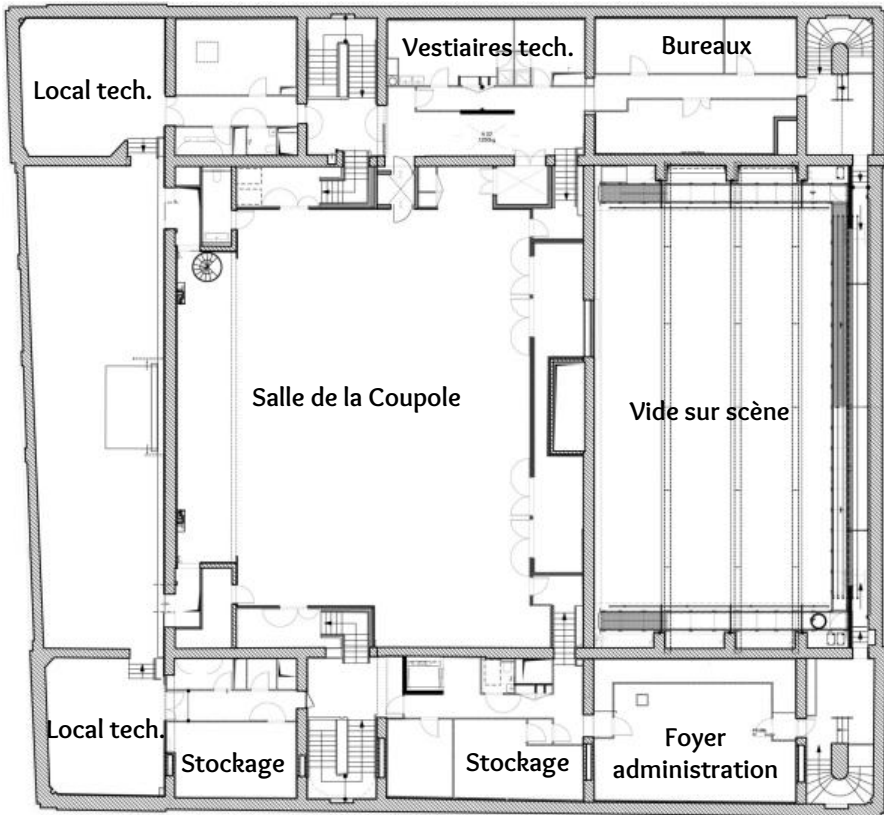 Vestiaires tech.
Bureaux
Local tech.
Salle de la Coupole
Vide sur scène
Local tech.
Stockage
Stockage
Foyer
administration